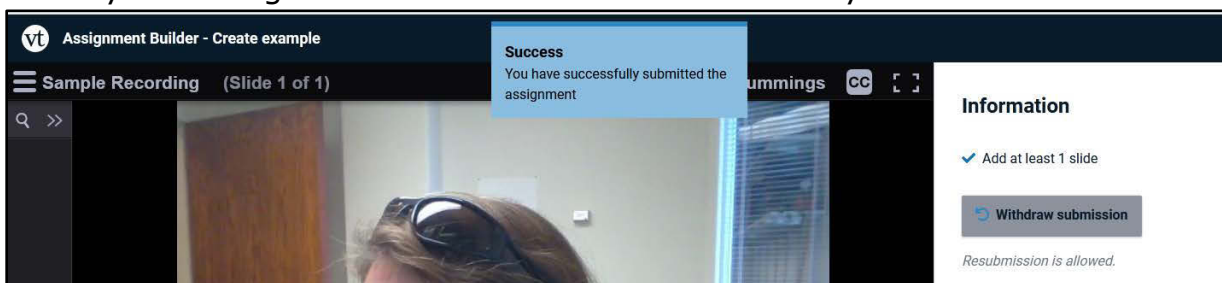 vt Assignment Builder - Create example
Success
You have successfully submitted the
assignment
Sample Recording (Slide 1 of 1)
ummings CC
Information
Add at least 1 slide
Withdraw submission
Resubmission is allowed.